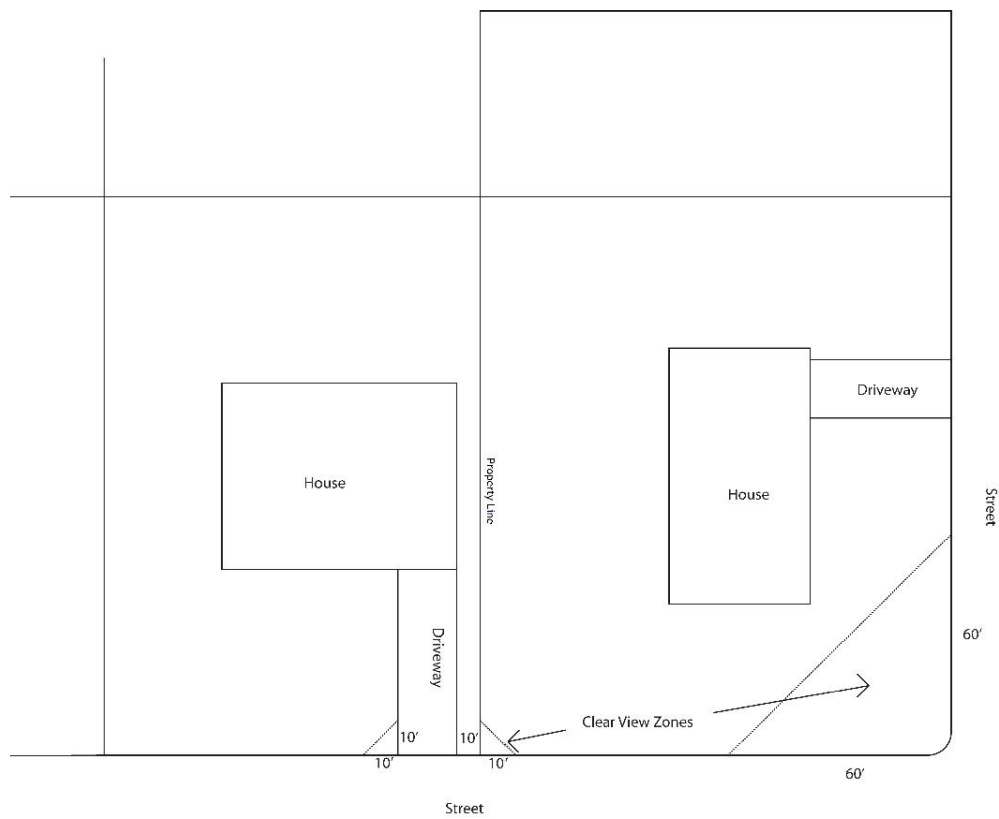 Driveway
House
Property Line
House
Street
Driveway
60'
Clear View Zones
10'
10'
10'
10'
60'
Street